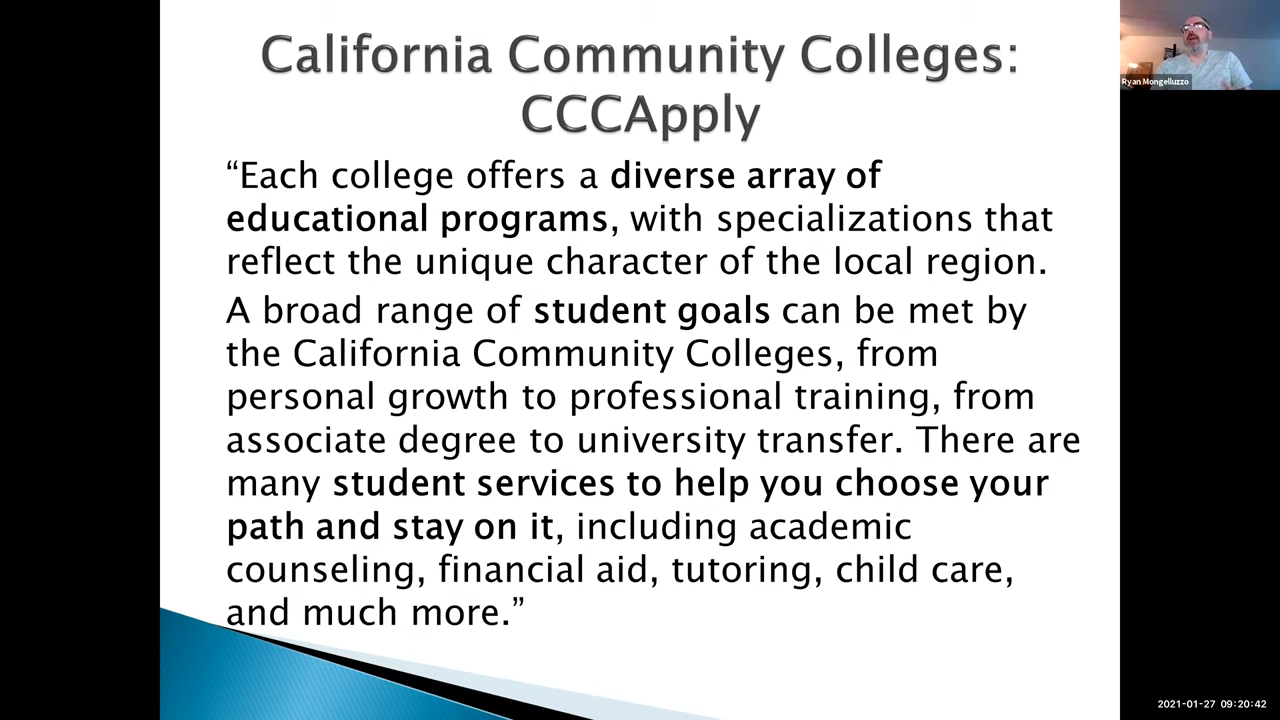 California Community Colleges:
CCCApply
“Each college offers a diverse array of
educational programs, with specializations that
reflect the unique character of the local region.
A broad range of student goals can be met by
the California Community Colleges, from
personal growth to professional training, from
associate degree to university transfer. There are
many student services to help you choose your
path and stay on it, including academic
counseling, financial aid, tutoring, child care,
and much more.”
Ryan Mongelluzzo
2021-01-27 09:20:42